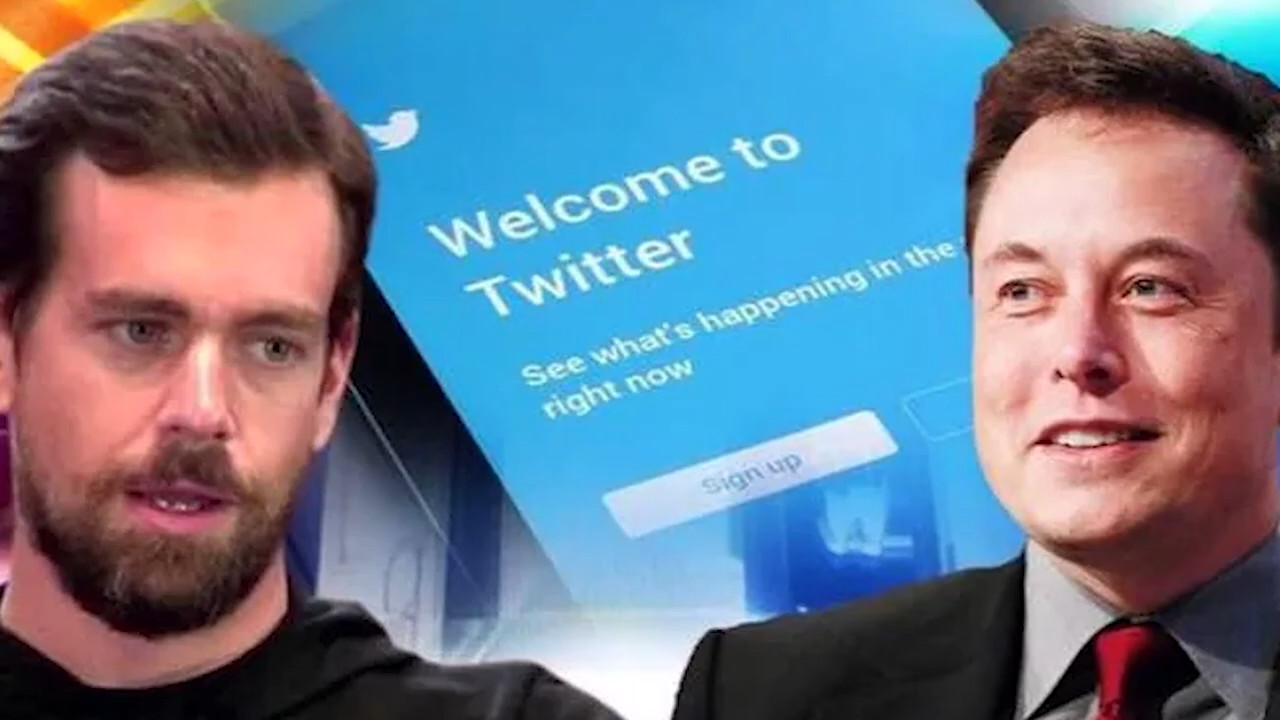 Welcome to
Twitter
See what's happening in the
right now
Sign up